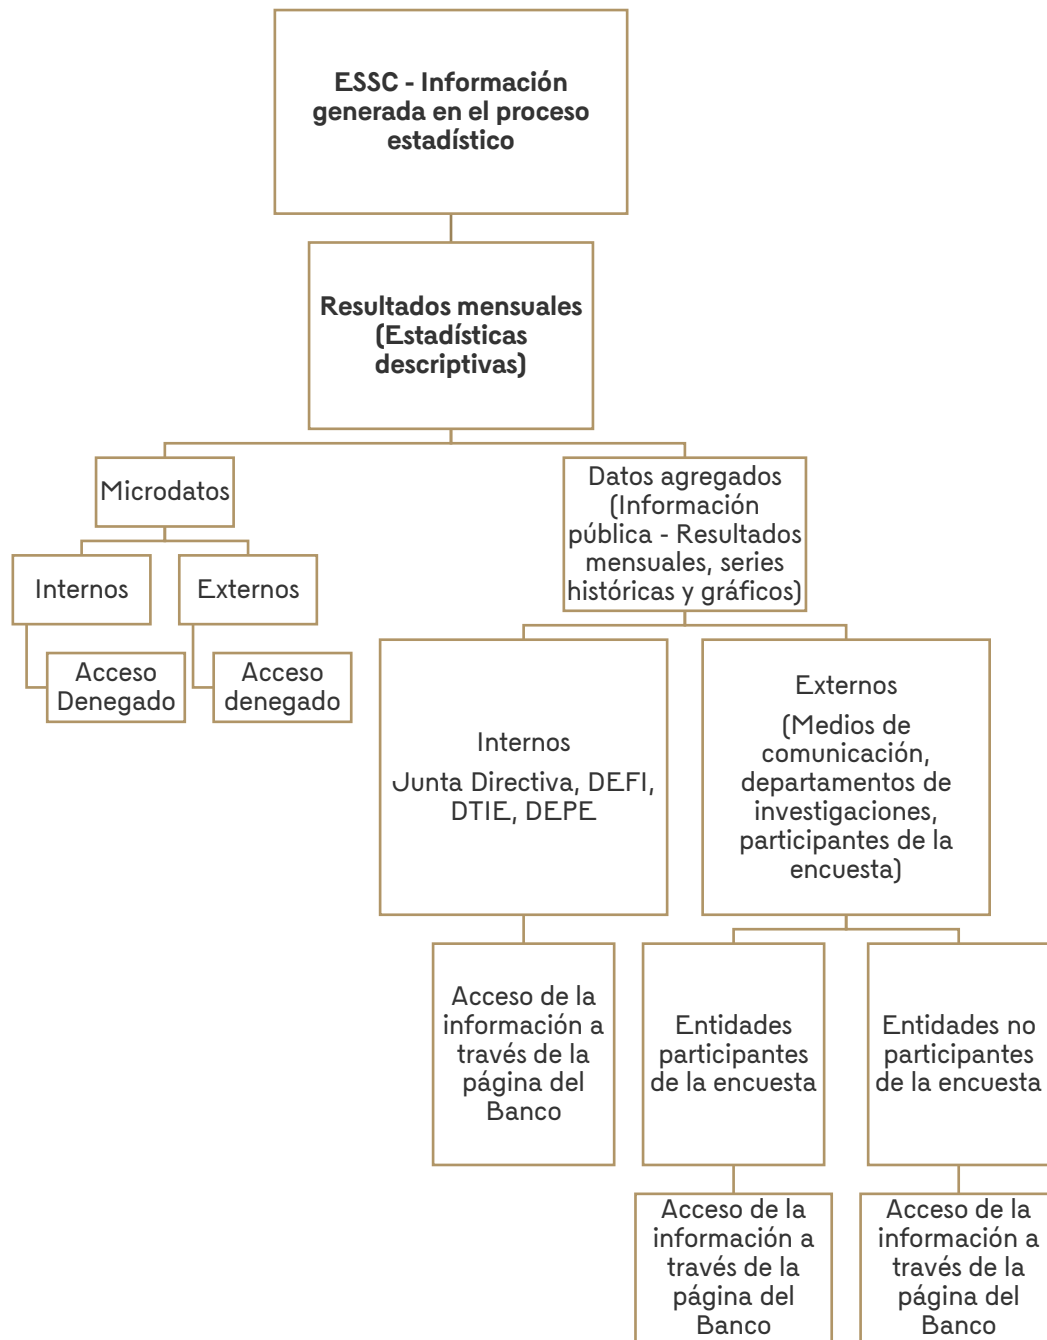 ESSC - Información
generada en el proceso
estadístico
Resultados mensuales
(Estadísticas
descriptivas)
Microdatos
Internos
Externos
Acceso
Denegado
Acceso
denegado
Datos agregados
(Información
pública - Resultados
mensuales, series
históricas y gráficos)
Internos
Junta Directiva, DEFI,
DTIE, DEPE
Externos
(Medios de
comunicación,
departamentos de
investigaciones,
participantes de la
encuesta)
Acceso de la
información a
través de la
página del
Banco
Entidades
participantes
de la encuesta
Entidades no
participantes
de la encuesta
Acceso de la
información a
través de la
página del
Banco
Acceso de la
información a
través de la
página del
Banco